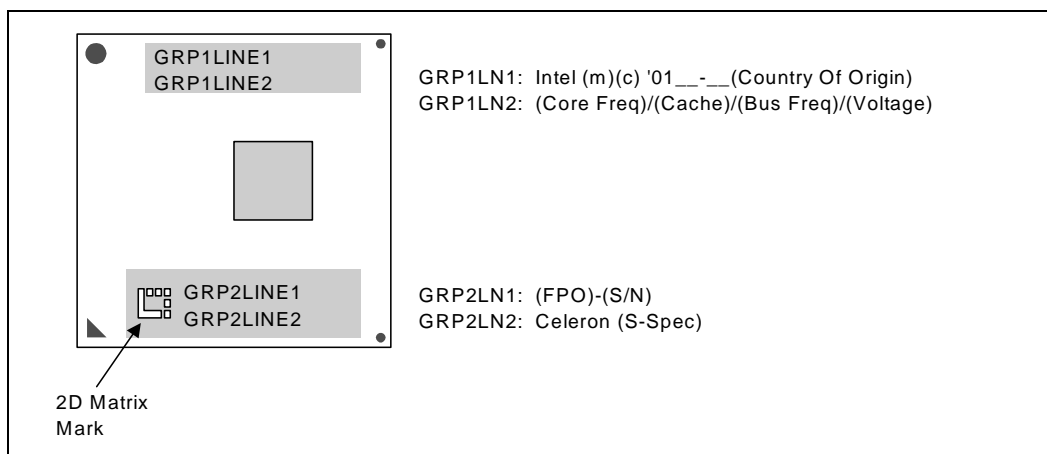 GRP1LINE1
GRP1LINE2
GRP1LN1: Intel (m)(c) '01__-__(Country Of Origin)
GRP1LN2: (Core Freq)/(Cache)/(Bus Freq)/(Voltage)
GRP2LINE1
GRP2LINE2
GRP2LN1: (FPO)-(S/N)
GRP2LN2: Celeron (S-Spec)
2D Matrix
Mark